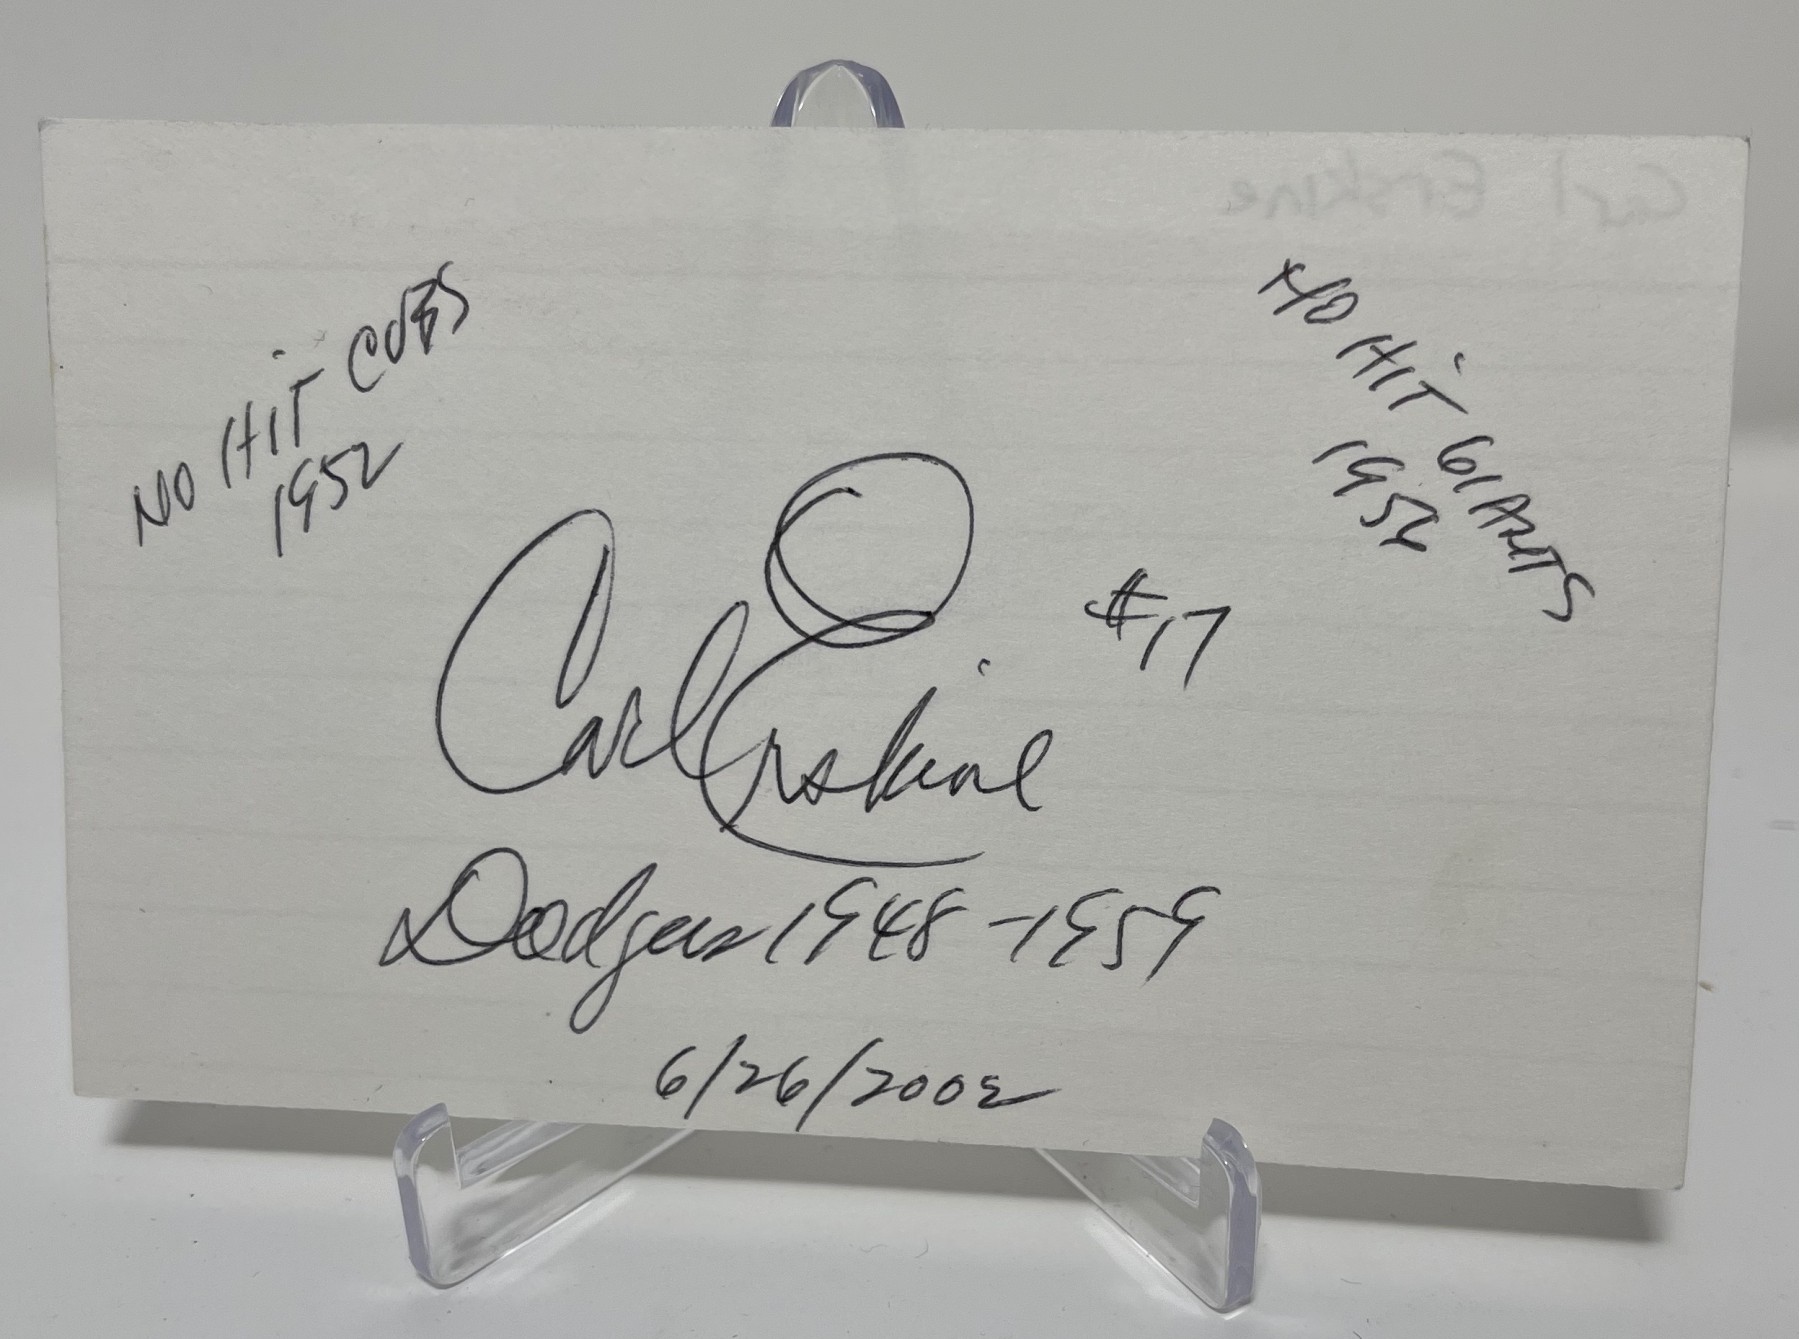 Carl Erskine
NO HIT CUBS
1952
NO HIT GIANTS
1956
Carl Erskine
#17
Dodgers 1948-1959
6/26/2002